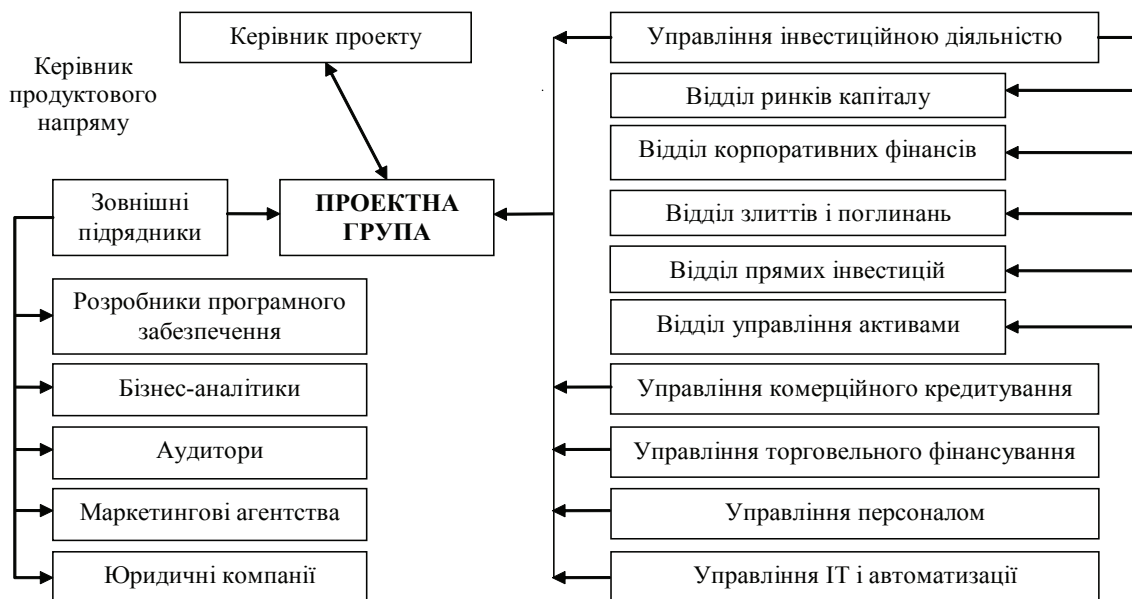 Керівник проекту
Керівник
продуктового
напряму
Зовнішні
підрядники
ПРОЕКТНА
ГРУПА
Розробники програмного
забезпечення
Бізнес-аналітики
Аудитори
Маркетингові агентства
Юридичні компанії
Управління інвестиційною діяльністю
Відділ ринків капіталу
Відділ корпоративних фінансів
Відділ злиттів і поглинань
Відділ прямих інвестицій
Відділ управління активами
Управління комерційного кредитування
Управління торговельного фінансування
Управління персоналом
Управління ІТ і автоматизації